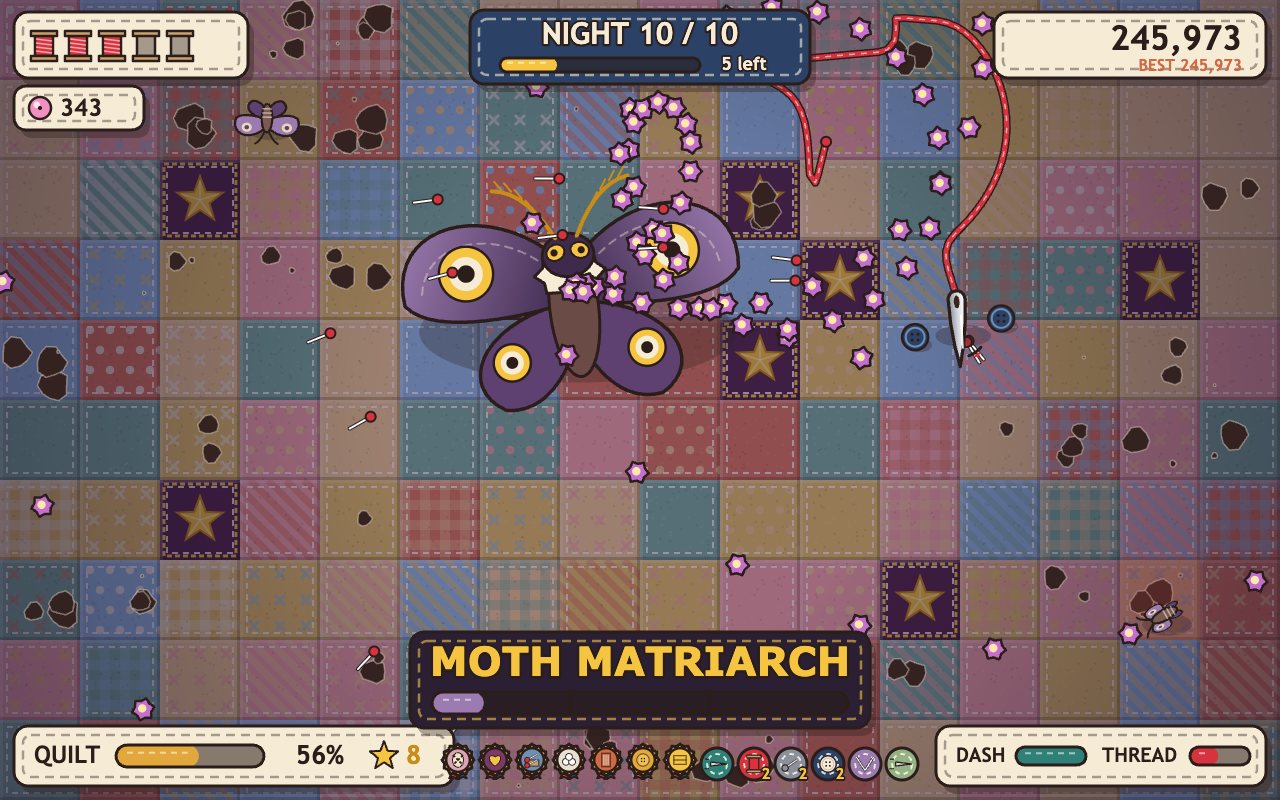 NIGHT 10 / 10
5 left
245,973
BEST 245,973
343
MOTH MATRIARCH
QUILT
56%
8
2
2
2
DASH
THREAD